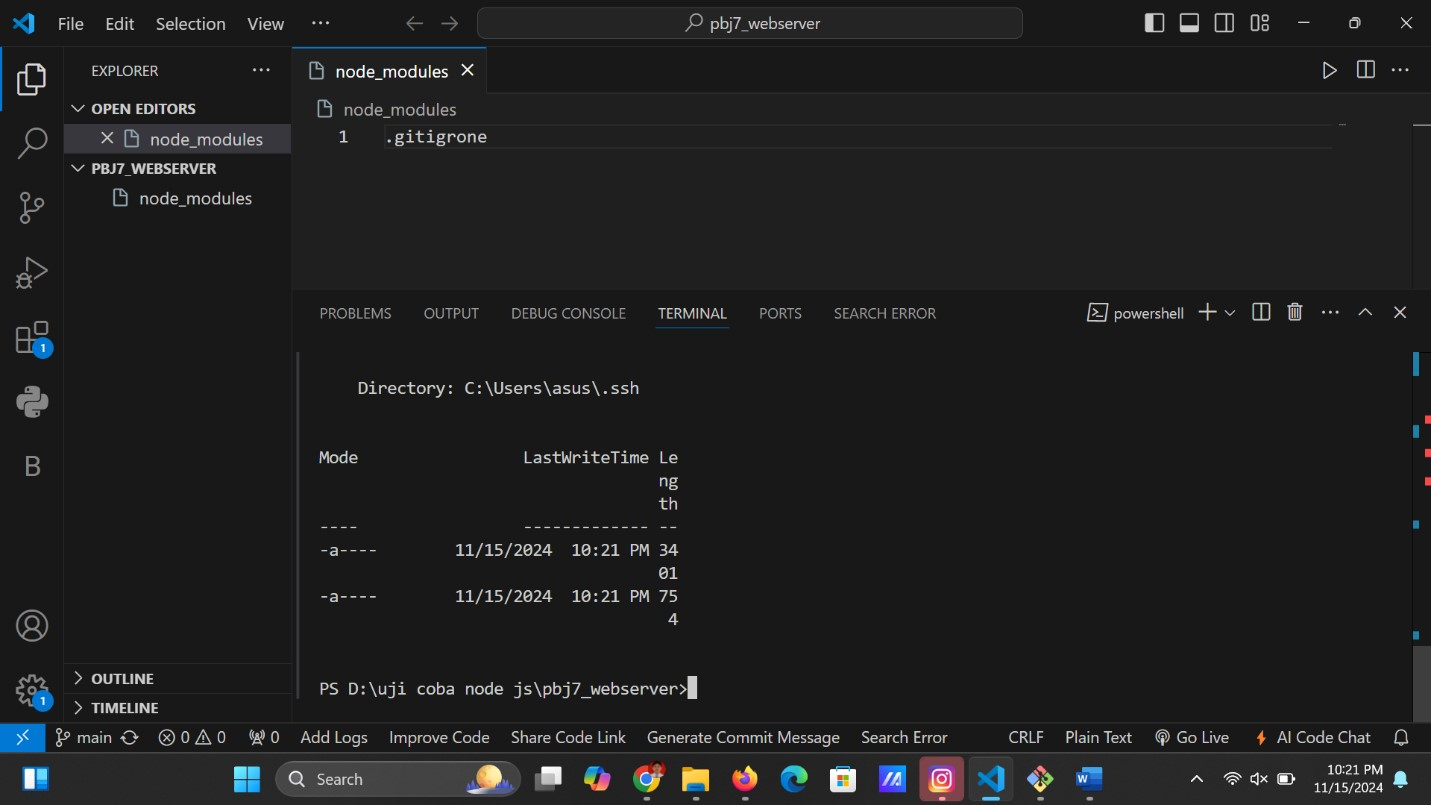 File Edit Selection View ··· pbj7_webserver
EXPLORER ···
OPEN EDITORS
node_modules
PBJ7_WEBSERVER
node_modules
OUTLINE
TIMELINE
1
B
1
node_modules
node_modules
1 .gitigrone
PROBLEMS OUTPUT DEBUG CONSOLE TERMINAL PORTS SEARCH ERROR powershell
Directory: C:\Users\asus\.ssh
Mode LastWriteTime Le
ng
th
---- ------------- --
-a---- 11/15/2024 10:21 PM 34
01
-a---- 11/15/2024 10:21 PM 75
4
PS D:\uji coba node js\pbj7_webserver>
main 0 0 0 Add Logs Improve Code Share Code Link Generate Commit Message Search Error CRLF Plain Text Go Live AI Code Chat
Search
10:21 PM
11/15/2024